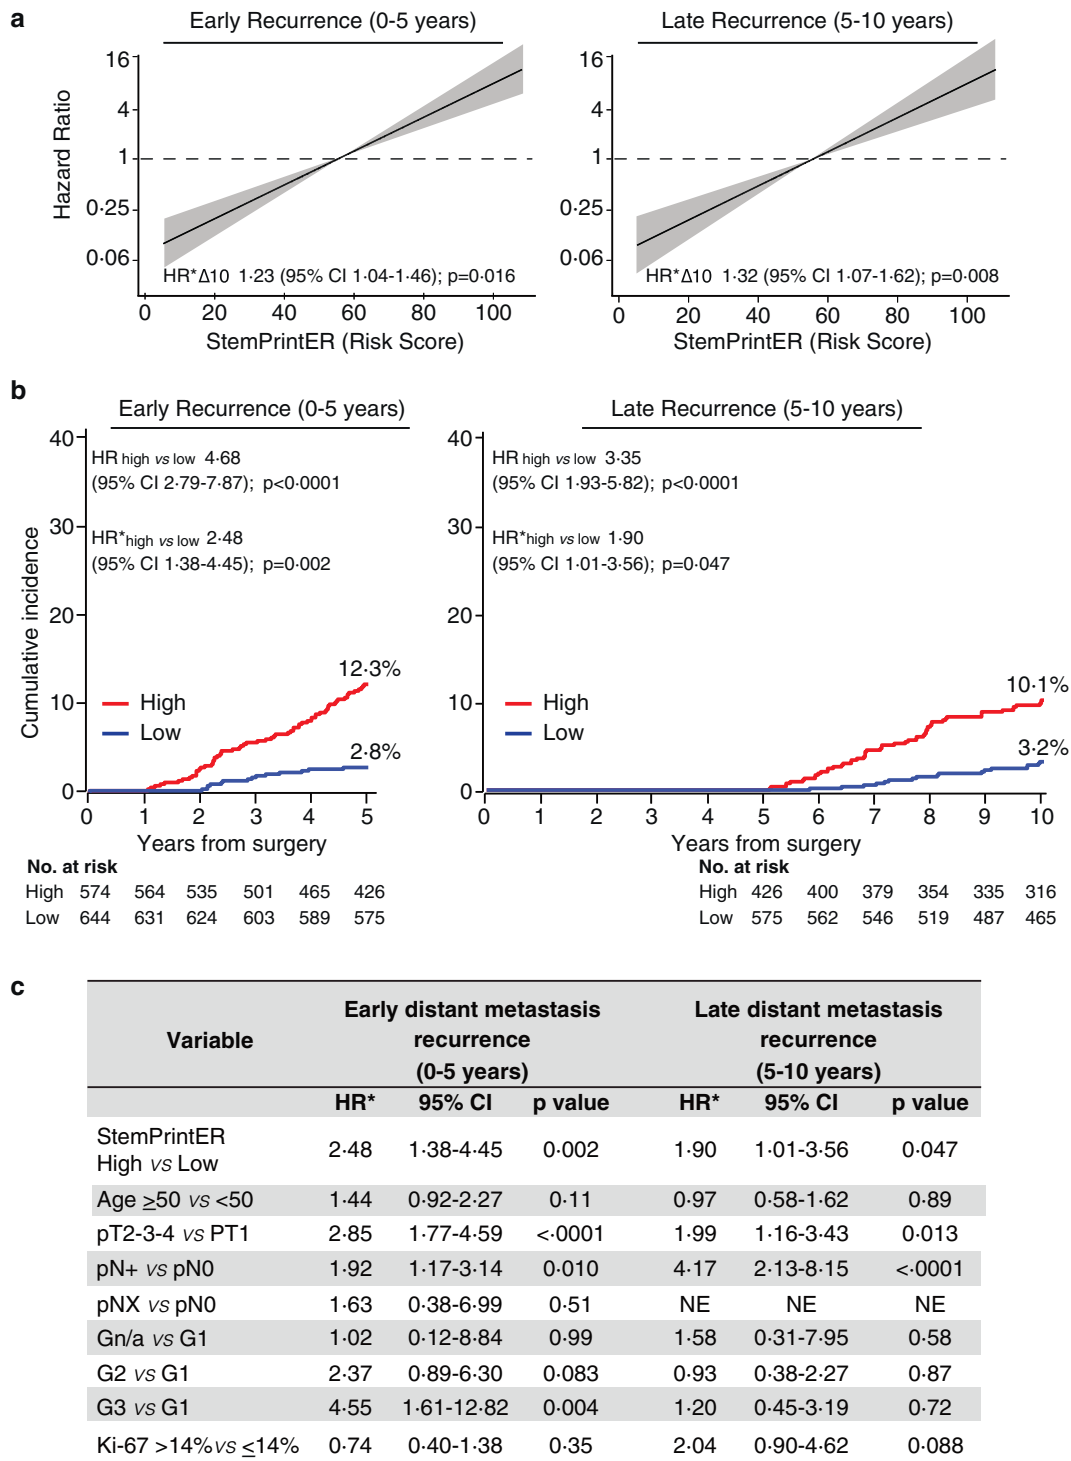 a
Early Recurrence (0-5 years)
Hazard Ratio
16
4
1
0·25
0·06
HR*Δ10 1·23 (95% CI 1·04-1·46); p=0·016
0 20 40 60 80 100
StemPrintER (Risk Score)
Late Recurrence (5-10 years)
16
4
1
0·25
0·06
HR*Δ10 1·32 (95% CI 1·07-1·62); p=0·008
0 20 40 60 80 100
StemPrintER (Risk Score)
b
Early Recurrence (0-5 years)
Cumulative incidence
40
30
20
10
0
HR high vs low 4·68
(95% CI 2·79-7·87); p<0·0001
HR*high vs low 2·48
(95% CI 1·38-4·45); p=0·002
12·3%
High
Low
2·8%
0 1 2 3 4 5
Years from surgery
No. at risk
High 574 564 535 501 465 426
Low 644 631 624 603 589 575
Late Recurrence (5-10 years)
40
30
20
10
0
HR high vs low 3·35
(95% CI 1·93-5·82); p<0·0001
HR*high vs low 1·90
(95% CI 1·01-3·56); p=0·047
10·1%
High
Low
3·2%
0 1 2 3 4 5 6 7 8 9 10
Years from surgery
No. at risk
High 426 400 379 354 335 316
Low 575 562 546 519 487 465
c
Variable
Early distant metastasis
recurrence
(0-5 years)
Late distant metastasis
recurrence
(5-10 years)
HR* 95% CI p value HR* 95% CI p value
StemPrintER
High vs Low 2·48 1·38-4·45 0·002 1·90 1·01-3·56 0·047
Age ≥50 vs <50 1·44 0·92-2·27 0·11 0·97 0·58-1·62 0·89
pT2-3-4 vs PT1 2·85 1·77-4·59 <·0001 1·99 1·16-3·43 0·013
pN+ vs pN0 1·92 1·17-3·14 0·010 4·17 2·13-8·15 <·0001
pNX vs pN0 1·63 0·38-6·99 0·51 NE NE NE
Gn/a vs G1 1·02 0·12-8·84 0·99 1·58 0·31-7·95 0·58
G2 vs G1 2·37 0·89-6·30 0·083 0·93 0·38-2·27 0·87
G3 vs G1 4·55 1·61-12·82 0·004 1·20 0·45-3·19 0·72
Ki-67 >14% vs ≤14% 0·74 0·40-1·38 0·35 2·04 0·90-4·62 0·088